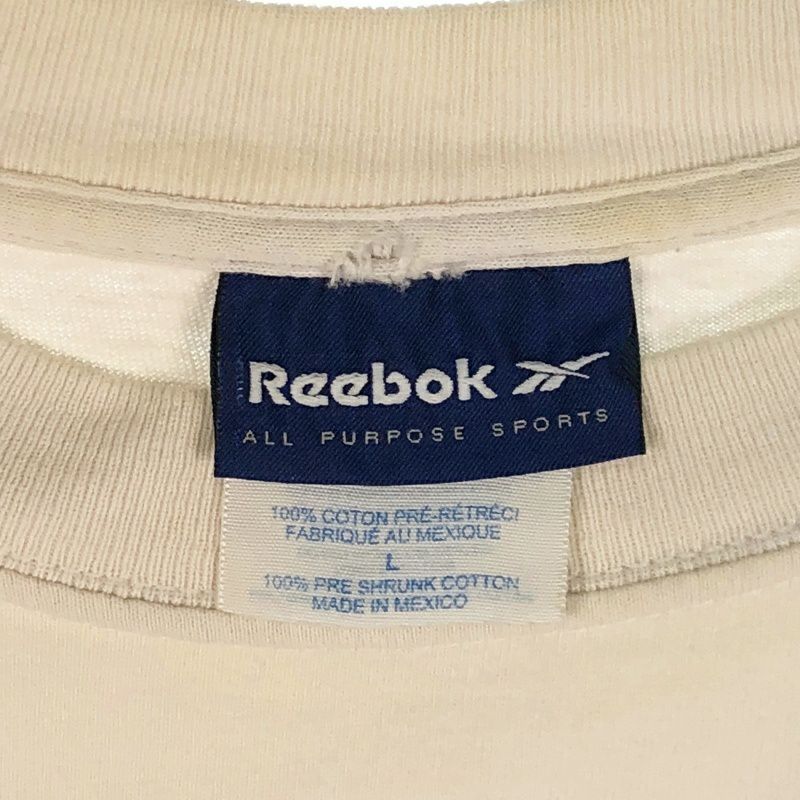 Reebok
ALL PURPOSE SPORTS
100% COTON PRÉ-RÉTRÉCI
FABRIQUÉ AU MEXIQUE
L
100% PRE SHRUNK COTTON
MADE IN MEXICO